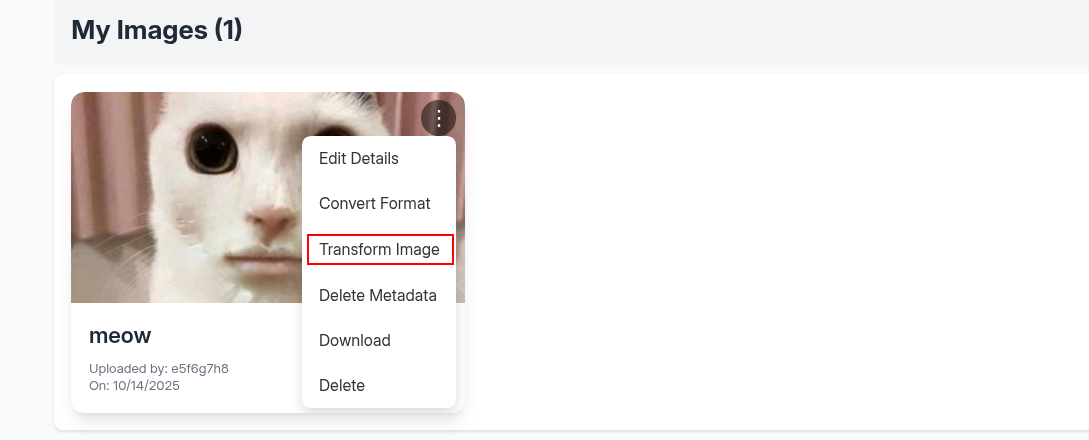 My Images (1)
⋮
Edit Details
Convert Format
Transform Image
Delete Metadata
Download
Delete
meow
Uploaded by: e5f6g7h8
On: 10/14/2025